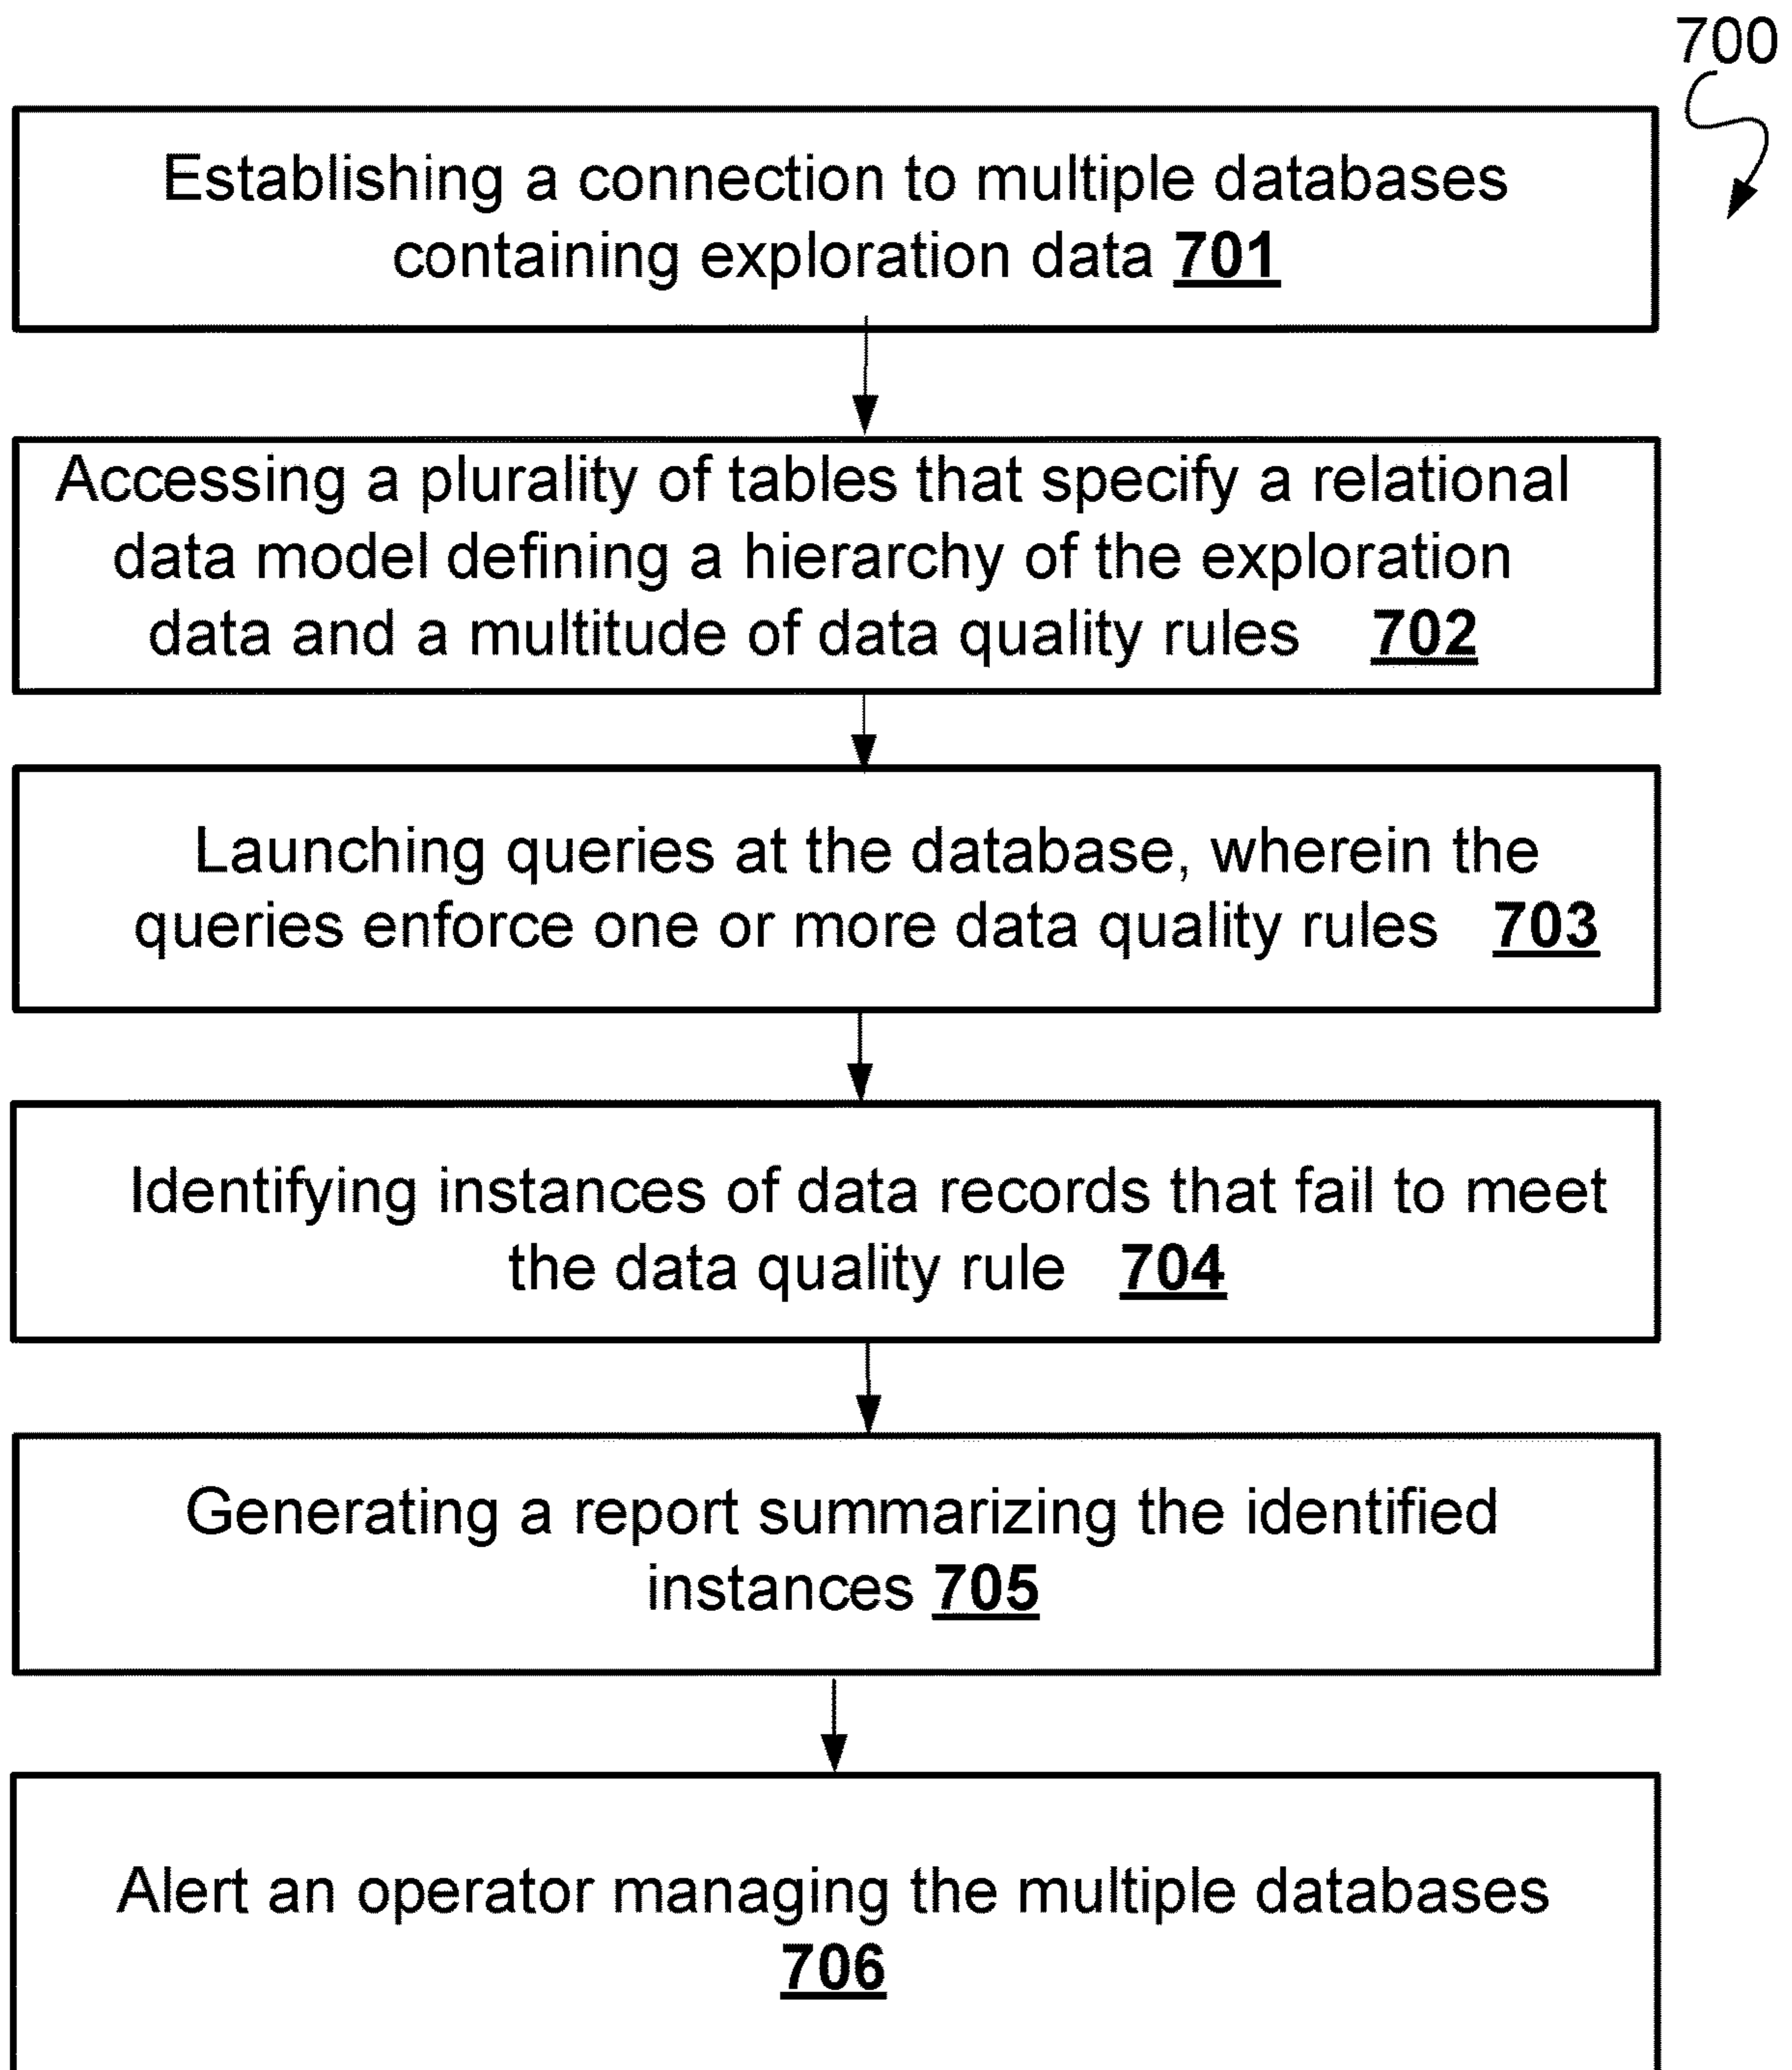 700
Establishing a connection to multiple databases
containing exploration data 701
Accessing a plurality of tables that specify a relational
data model defining a hierarchy of the exploration
data and a multitude of data quality rules 702
Launching queries at the database, wherein the
queries enforce one or more data quality rules 703
Identifying instances of data records that fail to meet
the data quality rule 704
Generating a report summarizing the identified
instances 705
Alert an operator managing the multiple databases
706